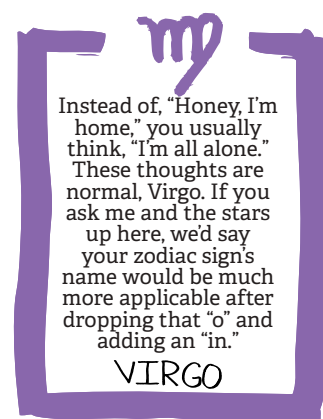 Instead of, “Honey, I’m
home,” you usually
think, “I’m all alone.”
These thoughts are
normal, Virgo. If you
ask me and the stars
up here, we’d say
your zodiac sign’s
name would be much
more applicable after
dropping that “o” and
adding an “in.”
VIRGO